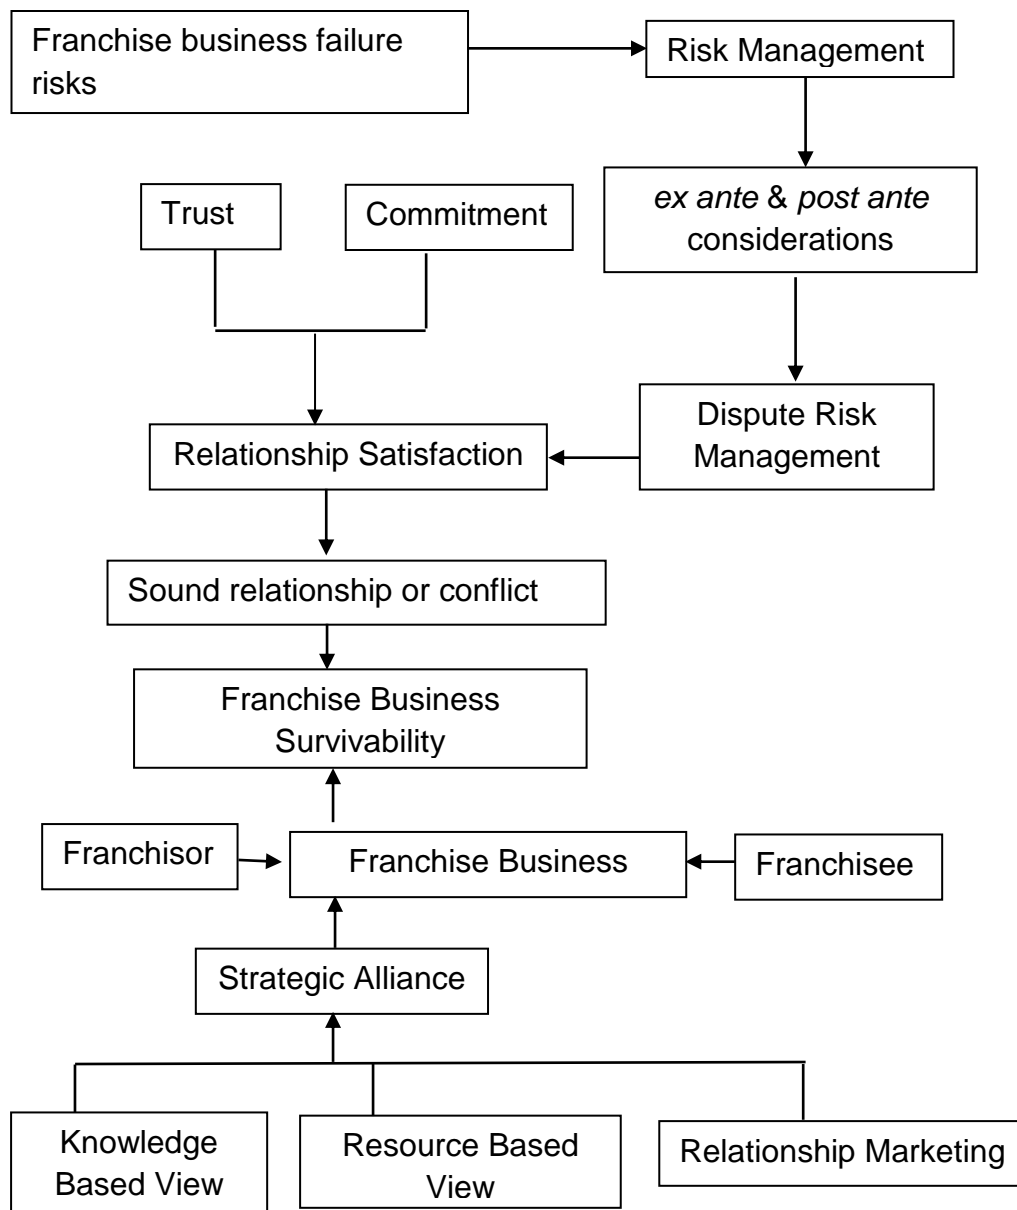 Franchise business failure
risks
Risk Management
Trust
Commitment
ex ante & post ante
considerations
Dispute Risk
Management
Relationship Satisfaction
Sound relationship or conflict
Franchise Business
Survivability
Franchisor
Franchise Business
Franchisee
Strategic Alliance
Knowledge
Based View
Resource Based
View
Relationship Marketing